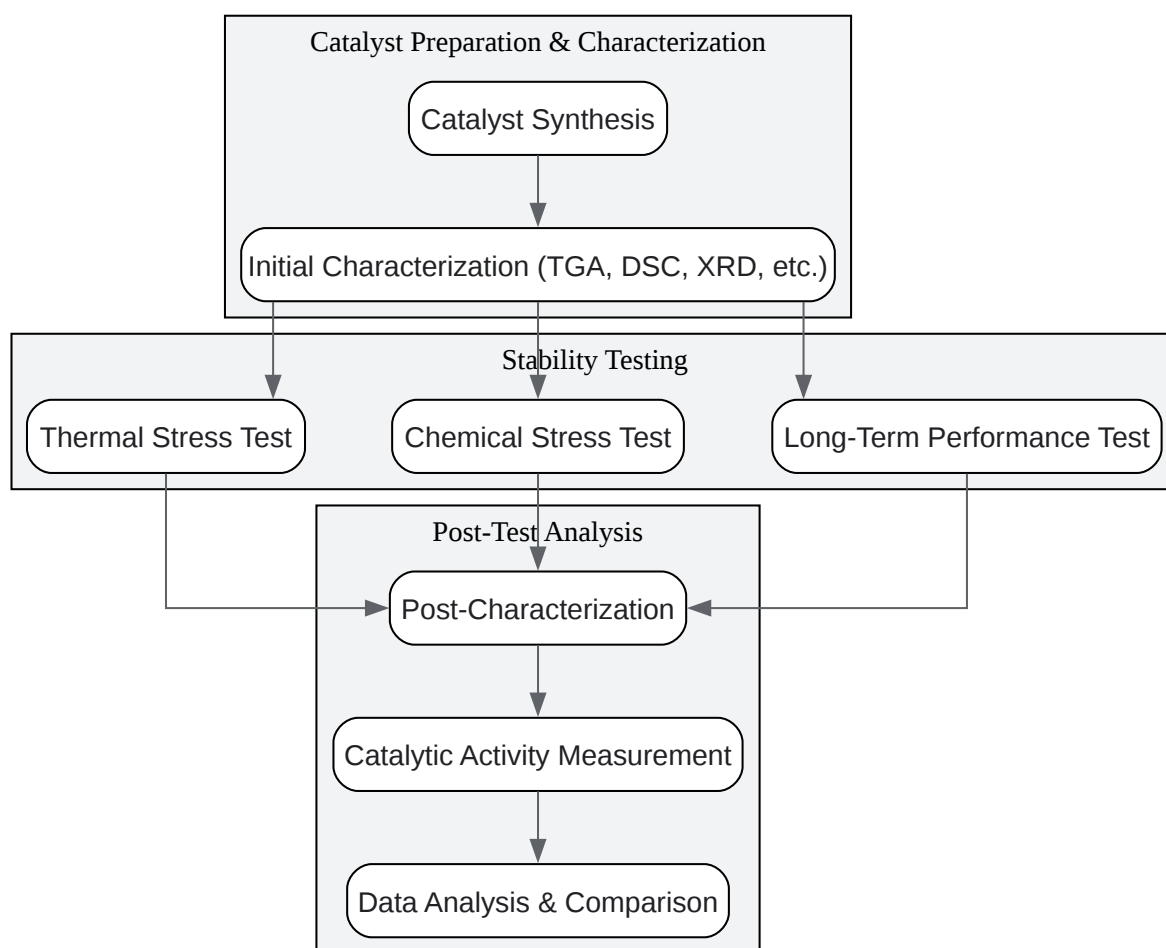 Catalyst Preparation & Characterization
Catalyst Synthesis
Initial Characterization (TGA, DSC, XRD, etc.)
Stability Testing
Thermal Stress Test
Chemical Stress Test
Long-Term Performance Test
Post-Test Analysis
Post-Characterization
Catalytic Activity Measurement
Data Analysis & Comparison